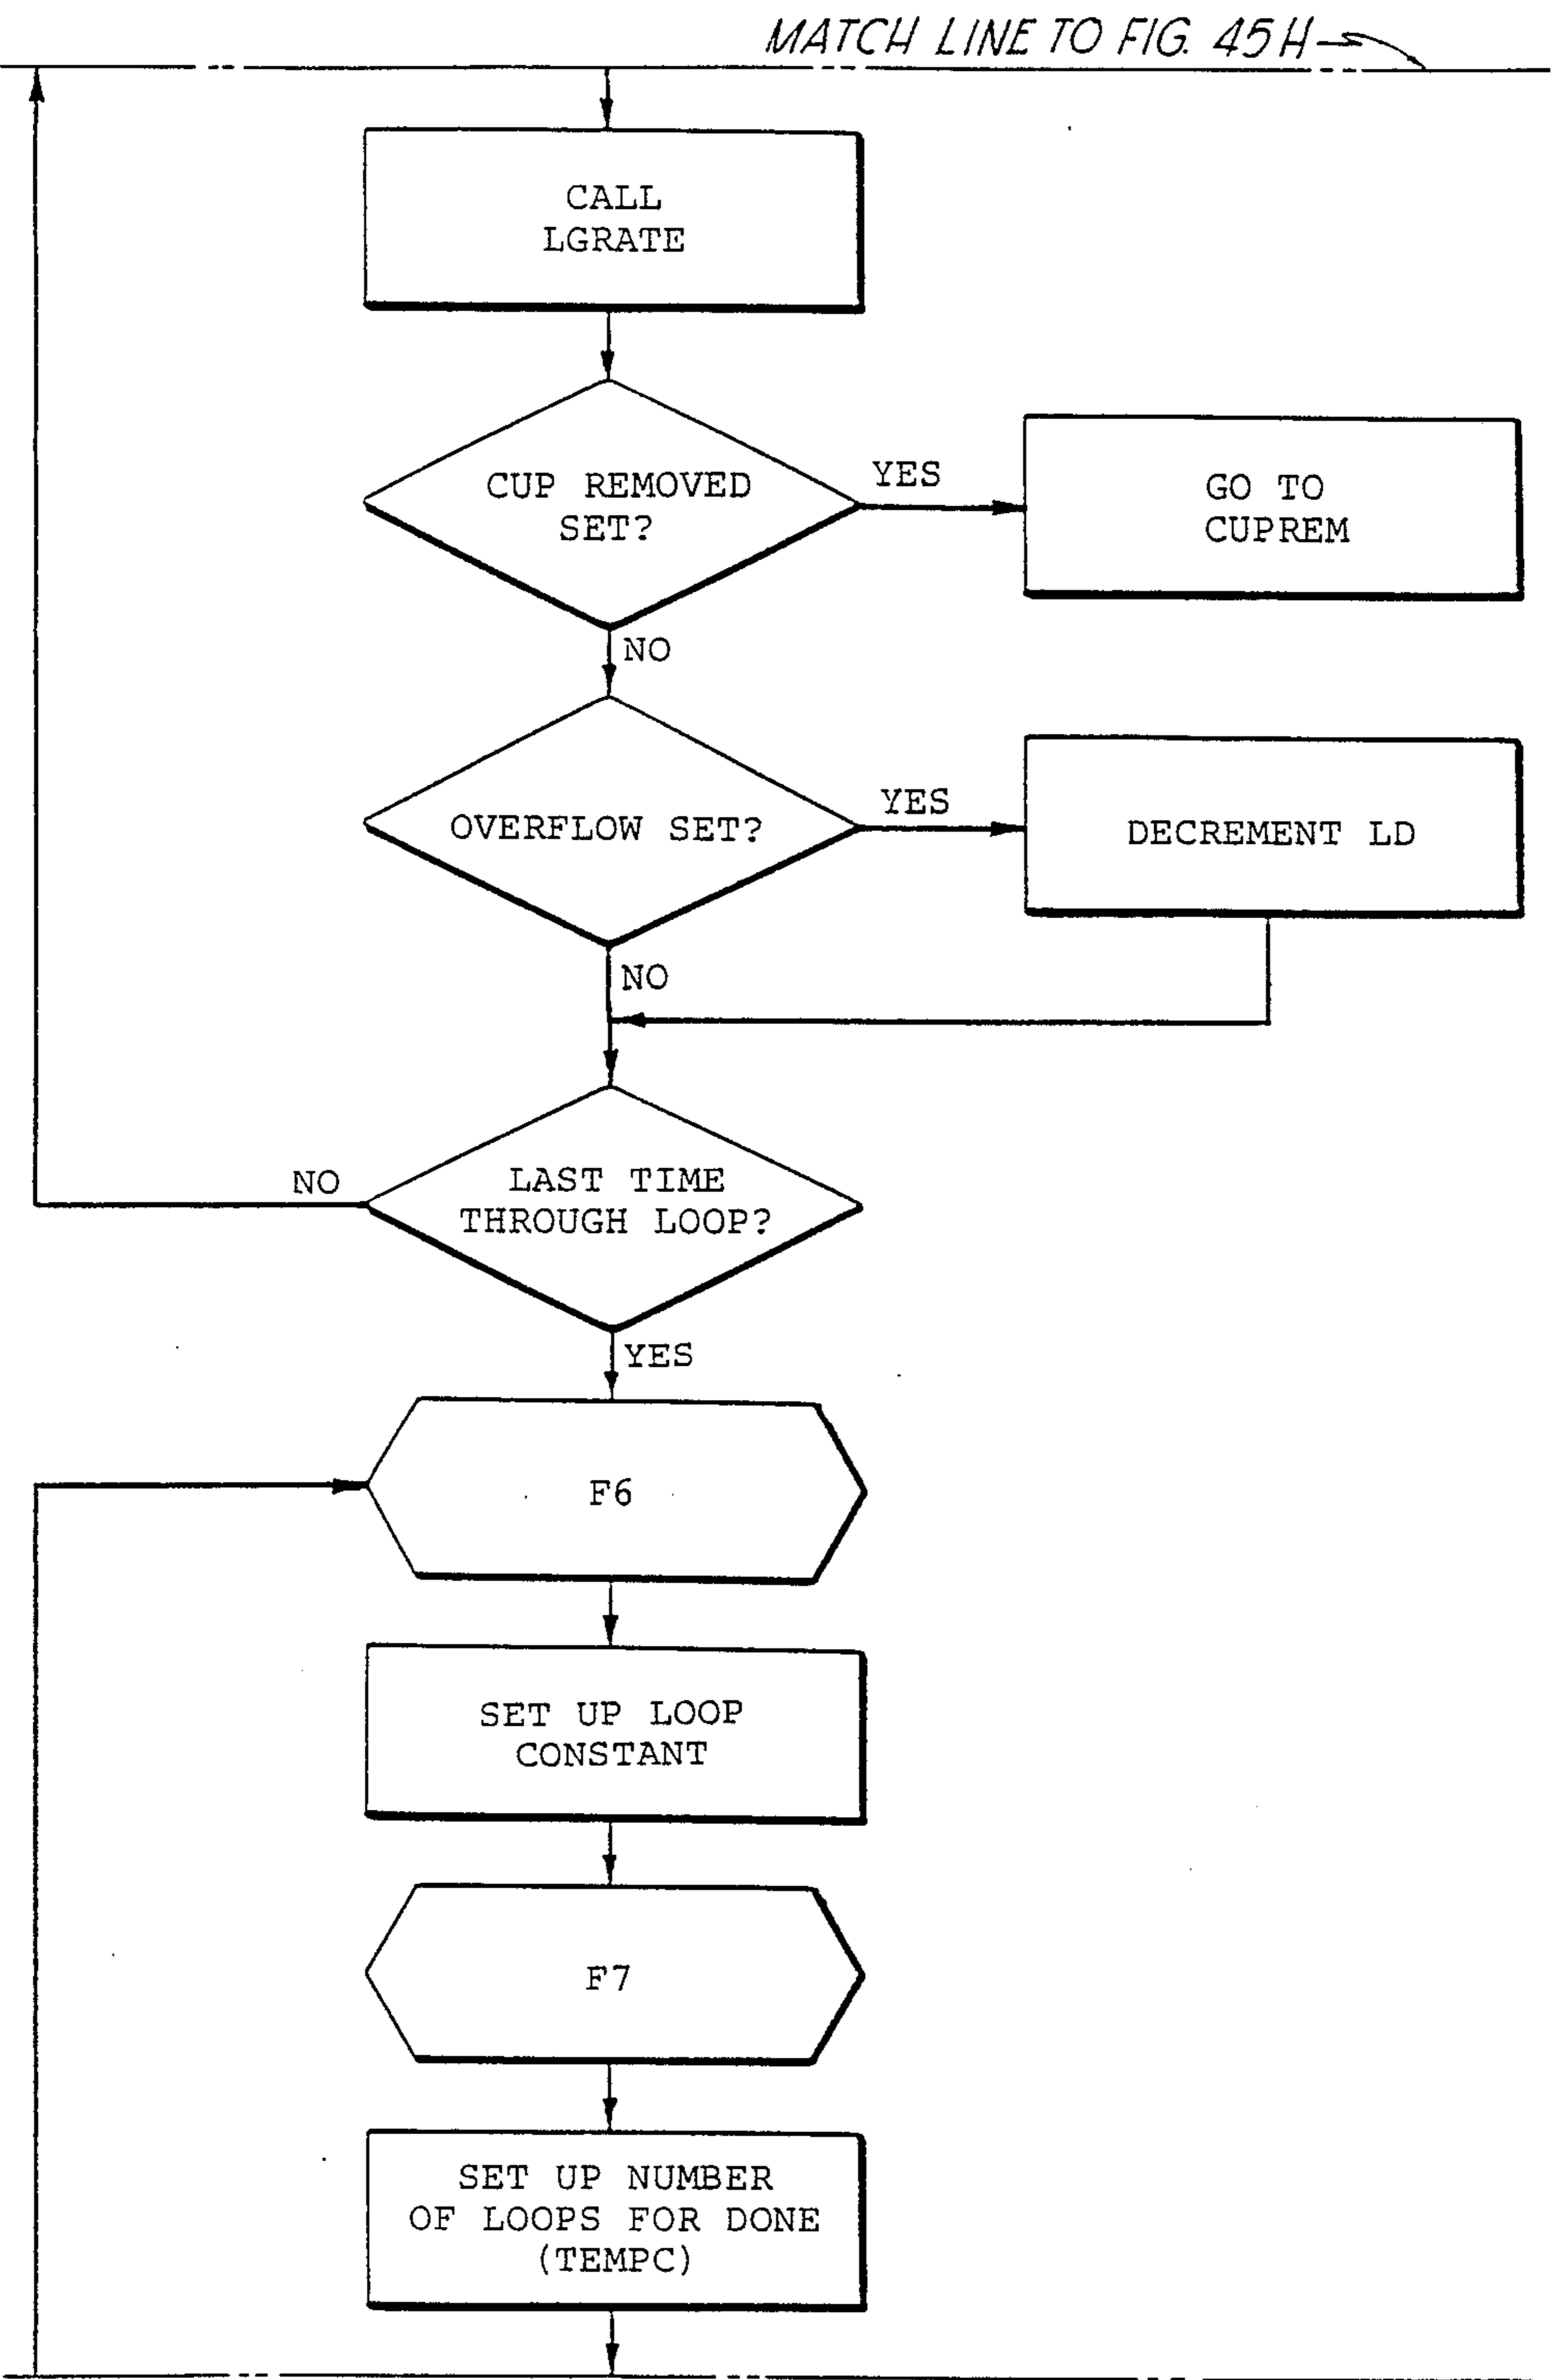 MATCH LINE TO FIG. 45H
CALL
LGRATE
CUP REMOVED
SET?
YES
GO TO
CUPREM
NO
OVERFLOW SET?
YES
DECREMENT LD
NO
LAST TIME
THROUGH LOOP?
NO
YES
F6
SET UP LOOP
CONSTANT
F7
SET UP NUMBER
OF LOOPS FOR DONE
(TEMPC)